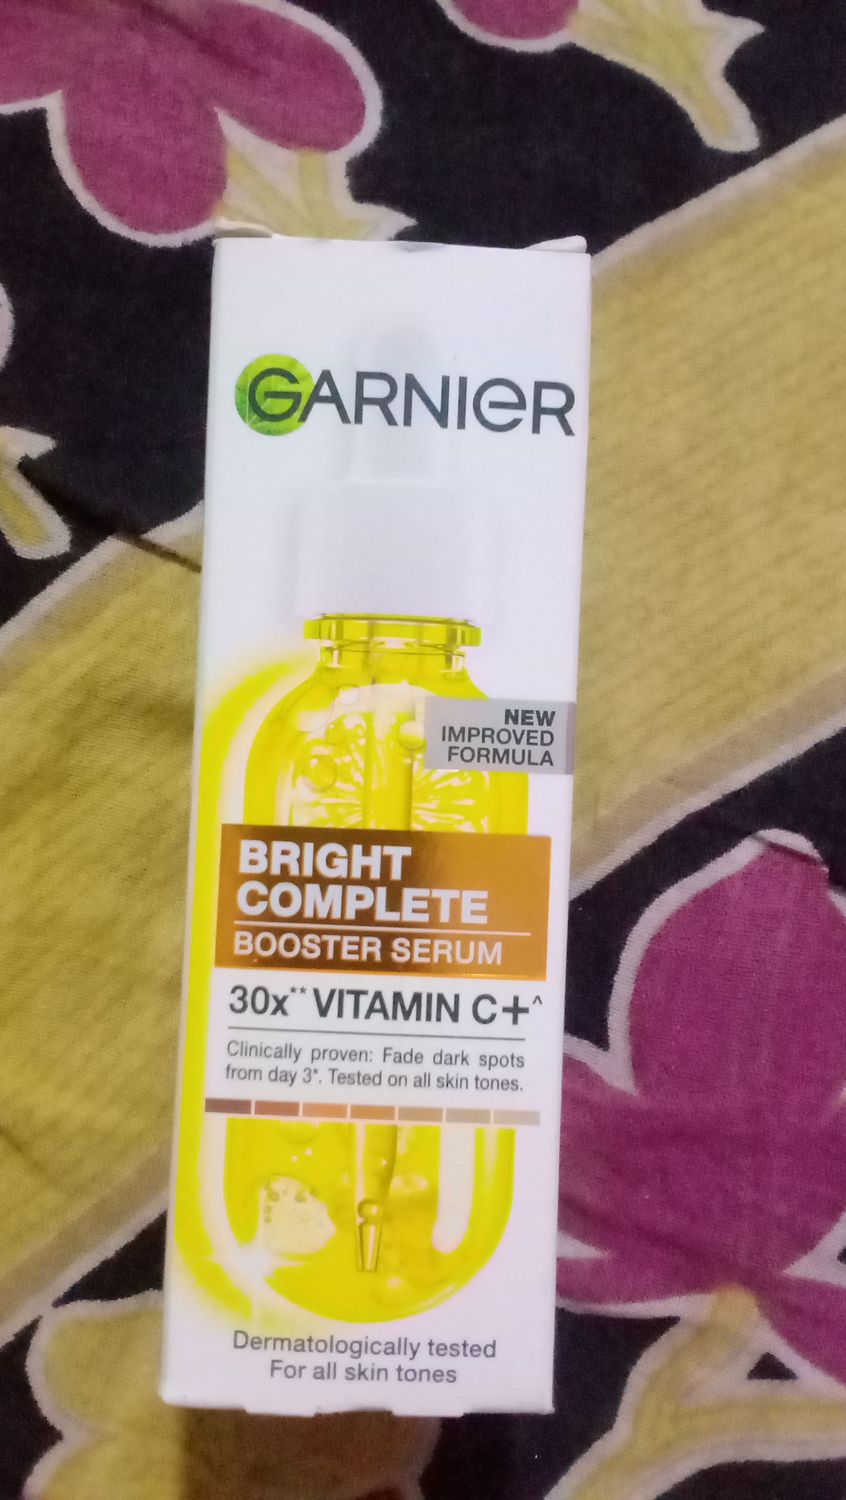 GARNIER
NEW
IMPROVED
FORMULA
BRIGHT
COMPLETE
BOOSTER SERUM
30x** VITAMIN C+^
Clinically proven: Fade dark spots
from day 3*. Tested on all skin tones.
Dermatologically tested
For all skin tones